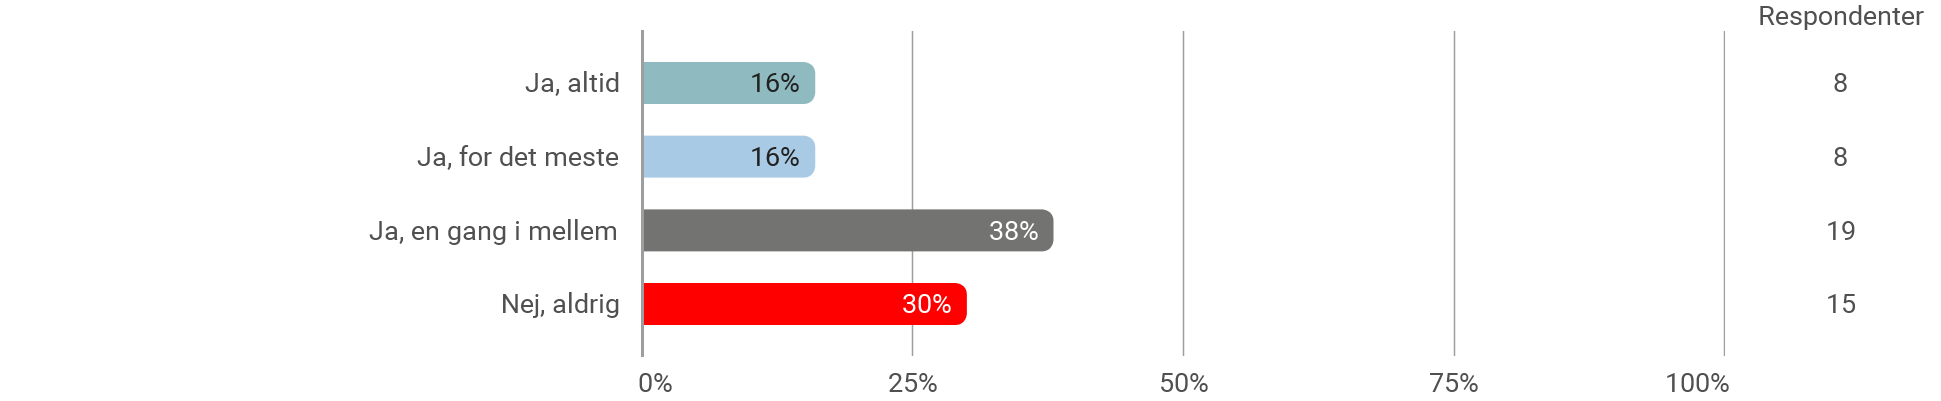 Respondenter
Ja, altid 16% 8
Ja, for det meste 16% 8
Ja, en gang i mellem 38% 19
Nej, aldrig 30% 15
0% 25% 50% 75% 100%